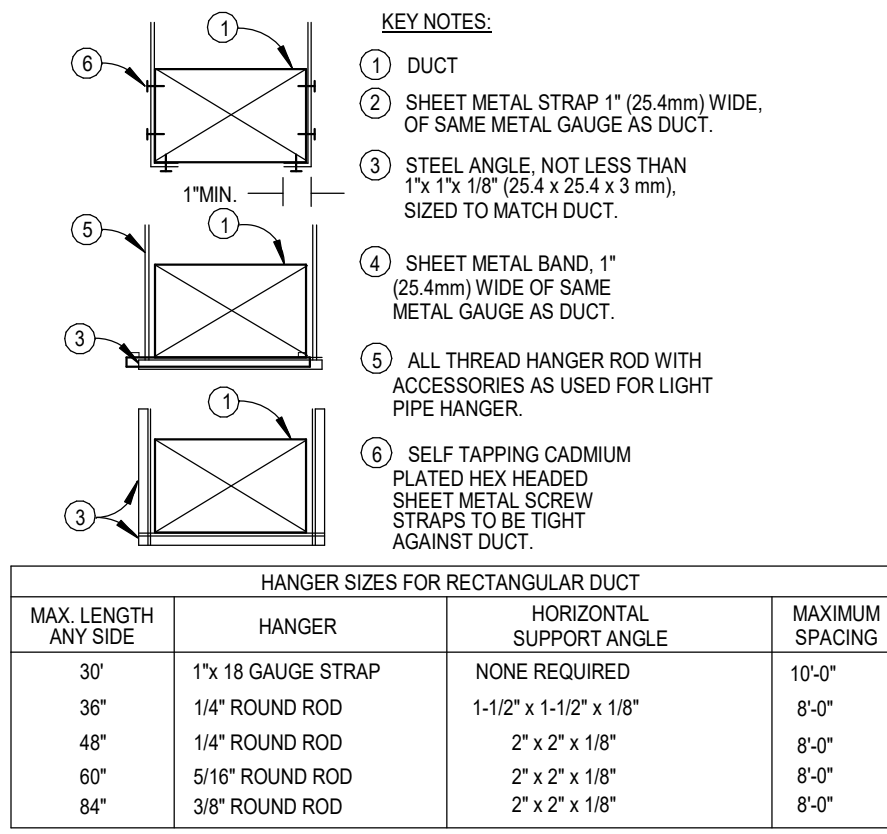 1
6
1"MIN.
1
5
3
1
3
KEY NOTES:
1 DUCT
2 SHEET METAL STRAP 1" (25.4mm) WIDE,
OF SAME METAL GAUGE AS DUCT.
3 STEEL ANGLE, NOT LESS THAN
1"x 1"x 1/8" (25.4 x 25.4 x 3 mm),
SIZED TO MATCH DUCT.
4 SHEET METAL BAND, 1"
(25.4mm) WIDE OF SAME
METAL GAUGE AS DUCT.
5 ALL THREAD HANGER ROD WITH
ACCESSORIES AS USED FOR LIGHT
PIPE HANGER.
6 SELF TAPPING CADMIUM
PLATED HEX HEADED
SHEET METAL SCREW
STRAPS TO BE TIGHT
AGAINST DUCT.
HANGER SIZES FOR RECTANGULAR DUCT
MAX. LENGTH
ANY SIDE
HANGER
HORIZONTAL
SUPPORT ANGLE
MAXIMUM
SPACING
30' 1"x 18 GAUGE STRAP NONE REQUIRED 10'-0"
36" 1/4" ROUND ROD 1-1/2" x 1-1/2" x 1/8" 8'-0"
48" 1/4" ROUND ROD 2" x 2" x 1/8" 8'-0"
60" 5/16" ROUND ROD 2" x 2" x 1/8" 8'-0"
84" 3/8" ROUND ROD 2" x 2" x 1/8" 8'-0"